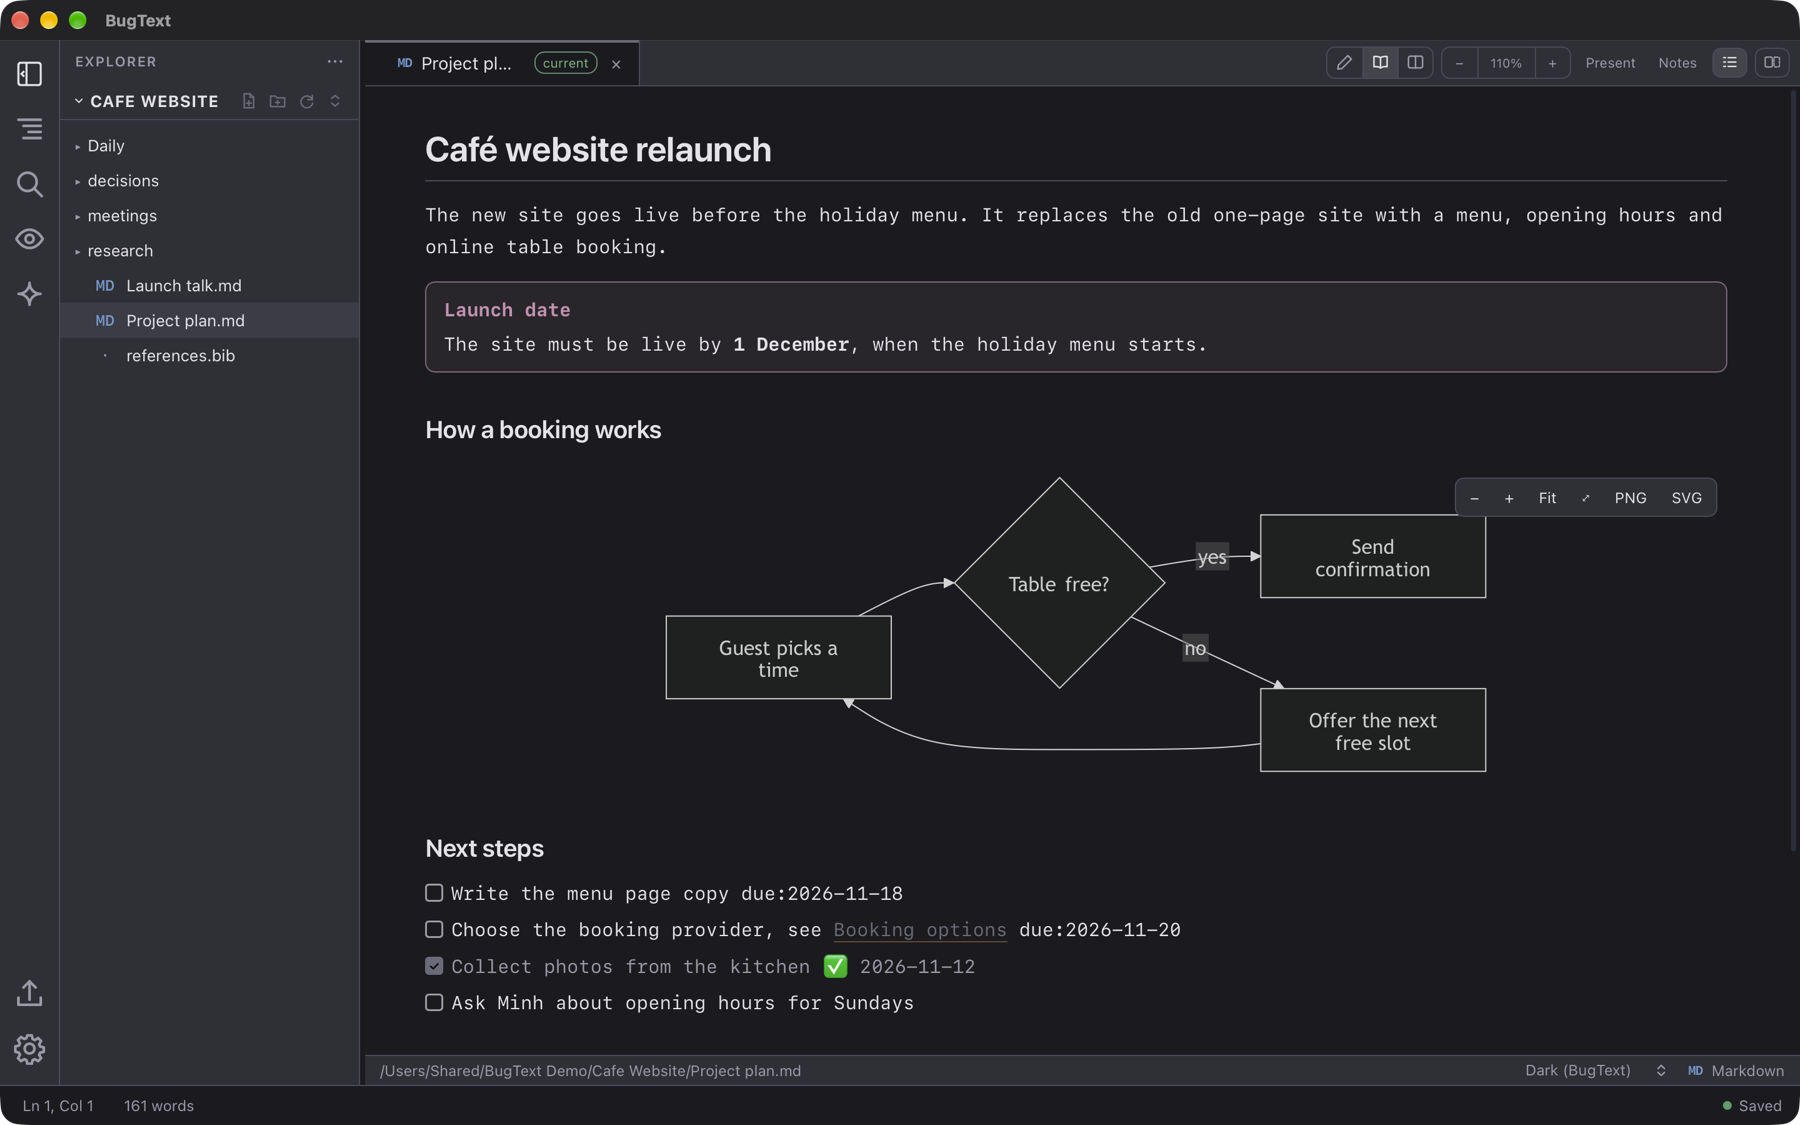 BugText
EXPLORER
CAFE WEBSITE
Daily
decisions
meetings
research
MD Launch talk.md
MD Project plan.md
references.bib
MD Project pl... current ×
− 110% + Present Notes
Café website relaunch
The new site goes live before the holiday menu. It replaces the old one-page site with a menu, opening hours and
online table booking.
Launch date
The site must be live by 1 December, when the holiday menu starts.
How a booking works
− + Fit PNG SVG
Guest picks a
time
Table free?
yes
no
Send
confirmation
Offer the next
free slot
Next steps
Write the menu page copy due:2026-11-18
Choose the booking provider, see Booking options due:2026-11-20
Collect photos from the kitchen ✅ 2026-11-12
Ask Minh about opening hours for Sundays
/Users/Shared/BugText Demo/Cafe Website/Project plan.md
Dark (BugText) MD Markdown
Ln 1, Col 1 161 words
Saved